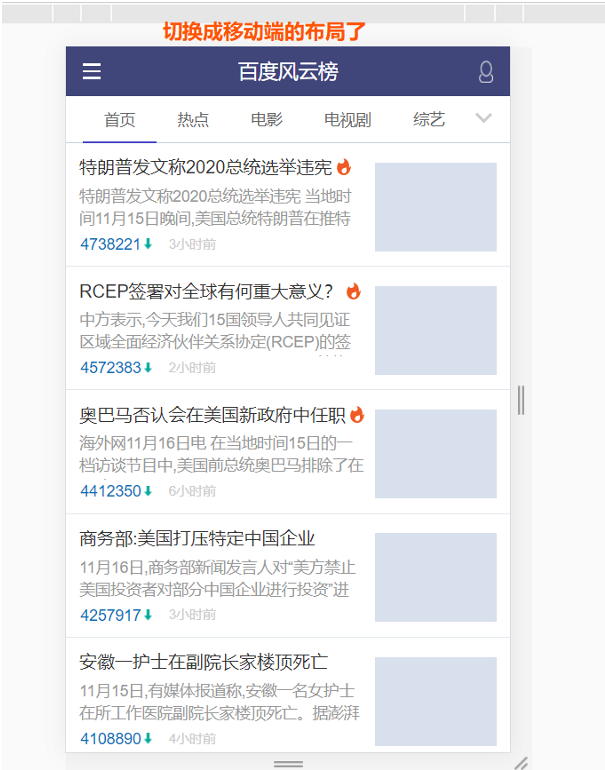 切换成移动端的布局了
百度风云榜
首页 热点 电影 电视剧 综艺
特朗普发文称2020总统选举违宪
特朗普发文称2020总统选举违宪 当地时
间11月15日晚间,美国总统特朗普在推特
4738221 3小时前
RCEP签署对全球有何重大意义?
中方表示,今天我们15国领导人共同见证
区域全面经济伙伴关系协定(RCEP)的签
4572383 2小时前
奥巴马否认会在美国新政府中任职
海外网11月16日电 在当地时间15日的一
档访谈节目中,美国前总统奥巴马排除了在
4412350 6小时前
商务部:美国打压特定中国企业
11月16日,商务部新闻发言人对“美方禁止
美国投资者对部分中国企业进行投资”进
4257917 3小时前
安徽一护士在副院长家楼顶死亡
11月15日,有媒体报道称,安徽一名女护士
在所工作医院副院长家楼顶死亡。据澎湃
4108890 4小时前